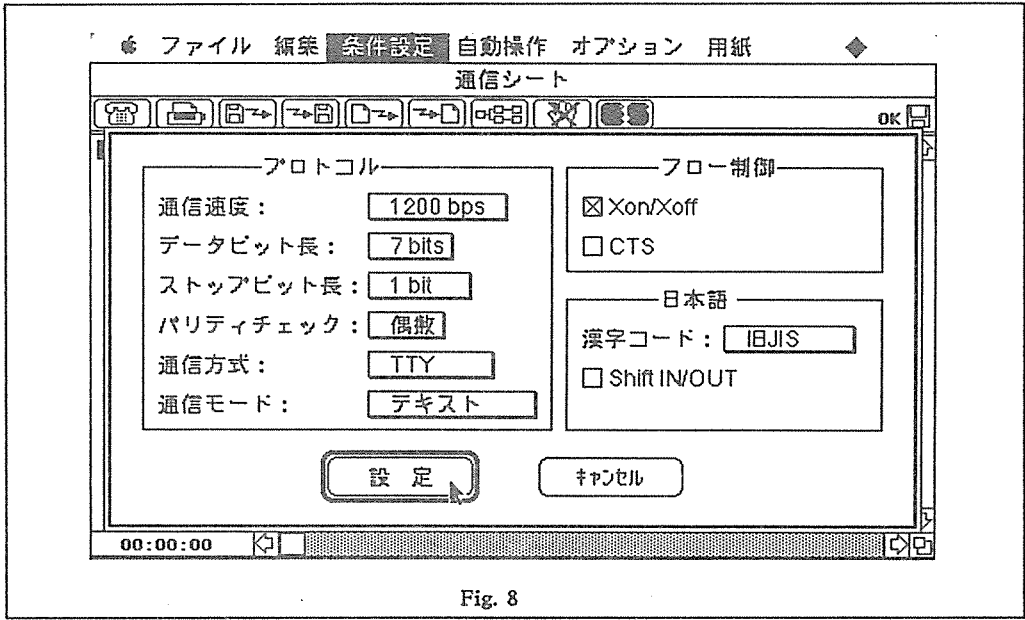 ファイル 編集 条件設定 自動操作 オプション 用紙
通信シート
OK
プロトコル
通信速度： 1200 bps
データビット長： 7 bits
ストップビット長： 1 bit
パリティチェック： 偶数
通信方式： TTY
通信モード： テキスト
フロー制御
Xon/Xoff
CTS
日本語
漢字コード： 旧JIS
Shift IN/OUT
設 定
キャンセル
00:00:00
Fig. 8